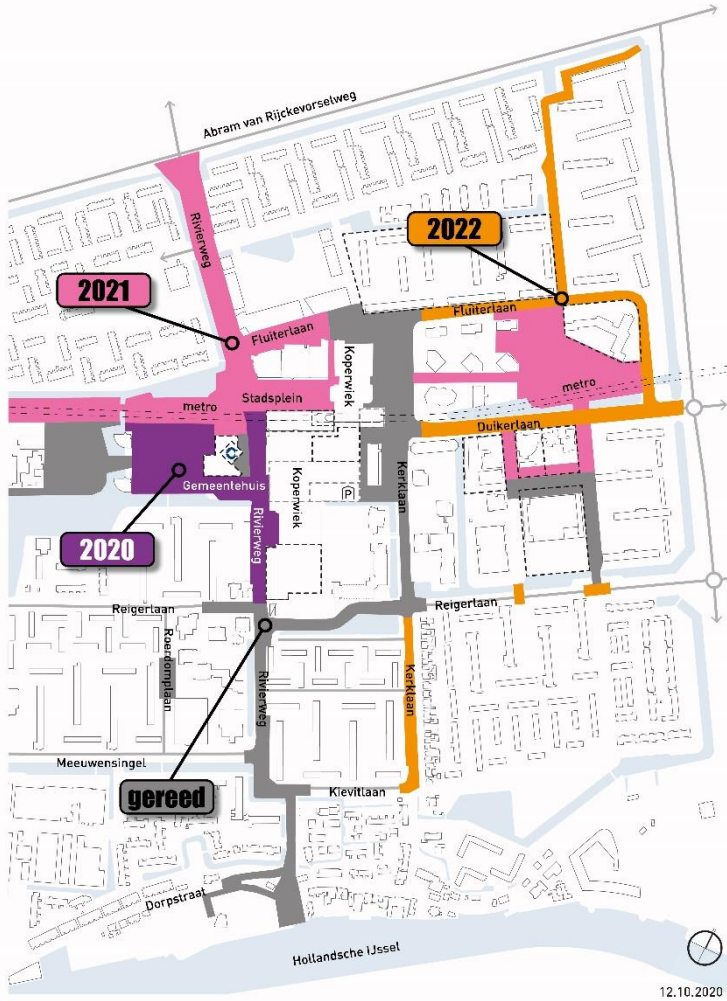 Abram van Rijckevorselweg
Rivierweg
2022
2021
Fluiterlaan
Fluiterlaan
Koperwiek
metro
Stadsplein
metro
Duikerlaan
Gemeentehuis
Koperwiek
P
Kerklaan
Rivierweg
2020
Reigerlaan
Reigerlaan
Roerdomplaan
Rivierweg
Kerklaan
Meeuwensingel
gereed
Kievitlaan
Dorpstraat
Hollandsche IJssel
12.10.2020